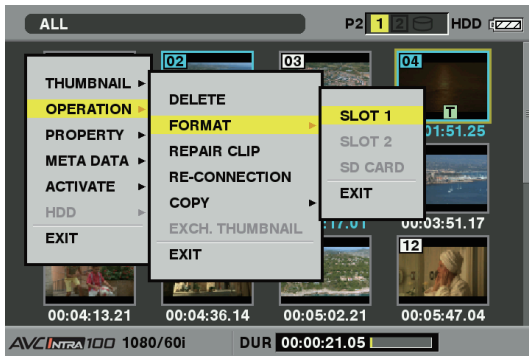 ALL P2 1 2 HDD
02 03 04
THUMBNAIL
OPERATION
PROPERTY
META DATA
ACTIVATE
HDD
EXIT
DELETE
FORMAT
REPAIR CLIP
RE-CONNECTION
COPY
EXCH. THUMBNAIL
EXIT
SLOT 1
SLOT 2
SD CARD
EXIT
T
01:51.25
:17.01 00:03:51.17
12
00:04:13.21 00:04:36.14 00:05:02.21 00:05:47.04
AVC INTRA 100 1080/60i DUR 00:00:21.05